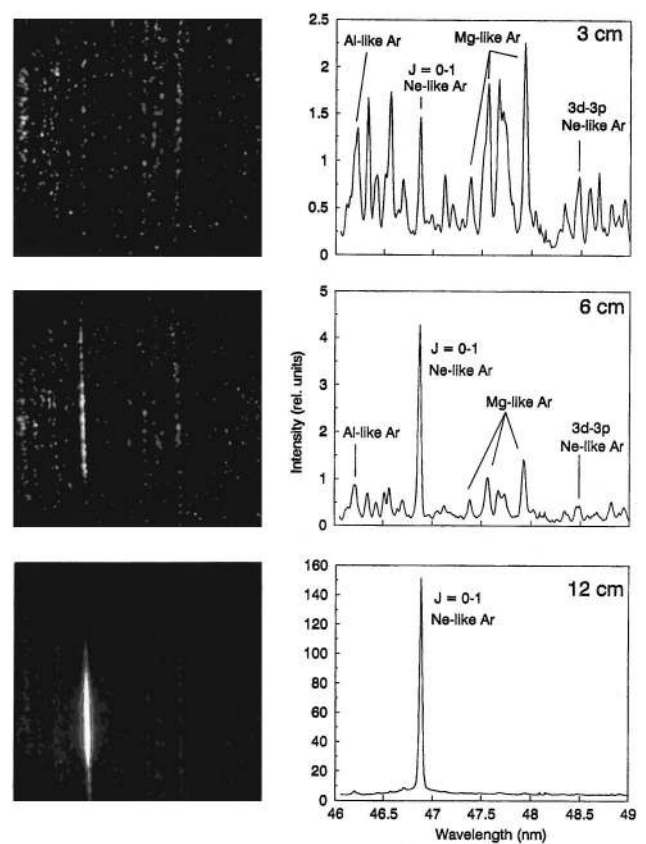 3 cm
2.5
2
1.5
1
0.5
0
Al-like Ar
J = 0-1
Ne-like Ar
Mg-like Ar
3d-3p
Ne-like Ar
6 cm
5
4
3
2
1
0
Intensity (rel. units)
J = 0-1
Ne-like Ar
Al-like Ar
Mg-like Ar
3d-3p
Ne-like Ar
12 cm
160
140
120
100
80
60
40
20
0
J = 0-1
Ne-like Ar
46 46.5 47 47.5 48 48.5 49
Wavelength (nm)